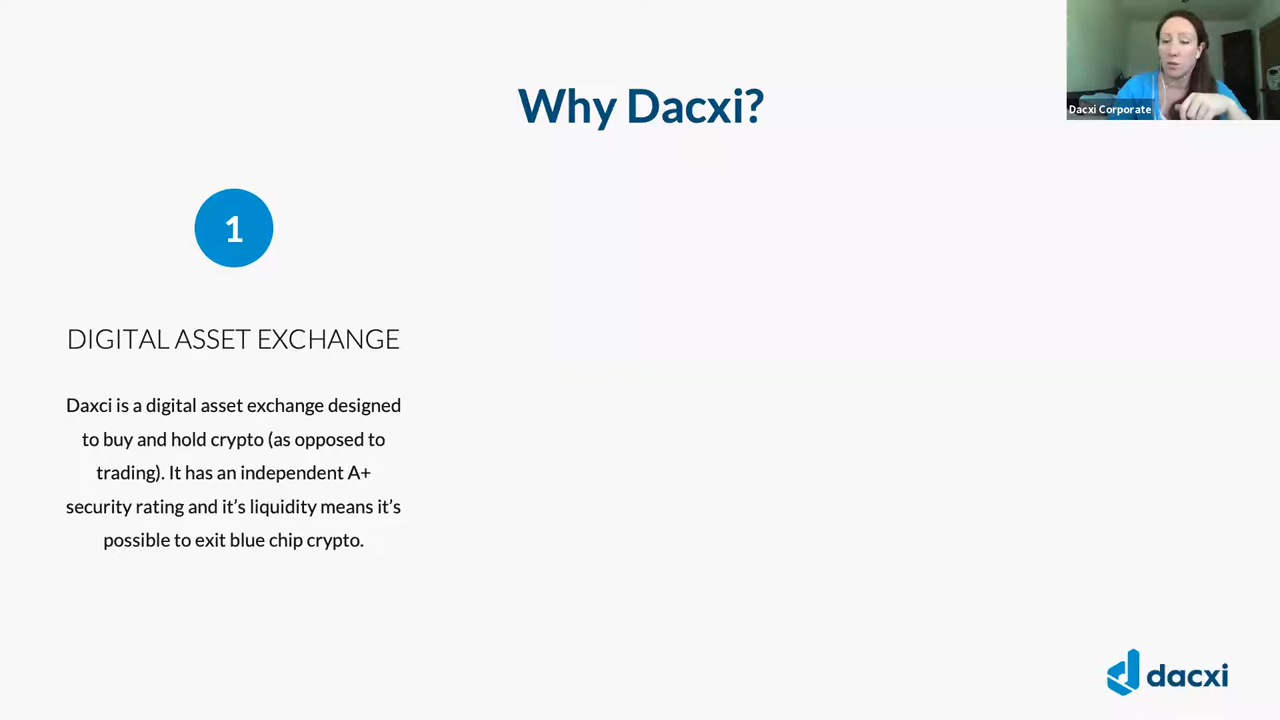 Why Dacxi?
Dacxi Corporate
1
DIGITAL ASSET EXCHANGE
Daxci is a digital asset exchange designed
to buy and hold crypto (as opposed to
trading). It has an independent A+
security rating and it's liquidity means it's
possible to exit blue chip crypto.
dacxi